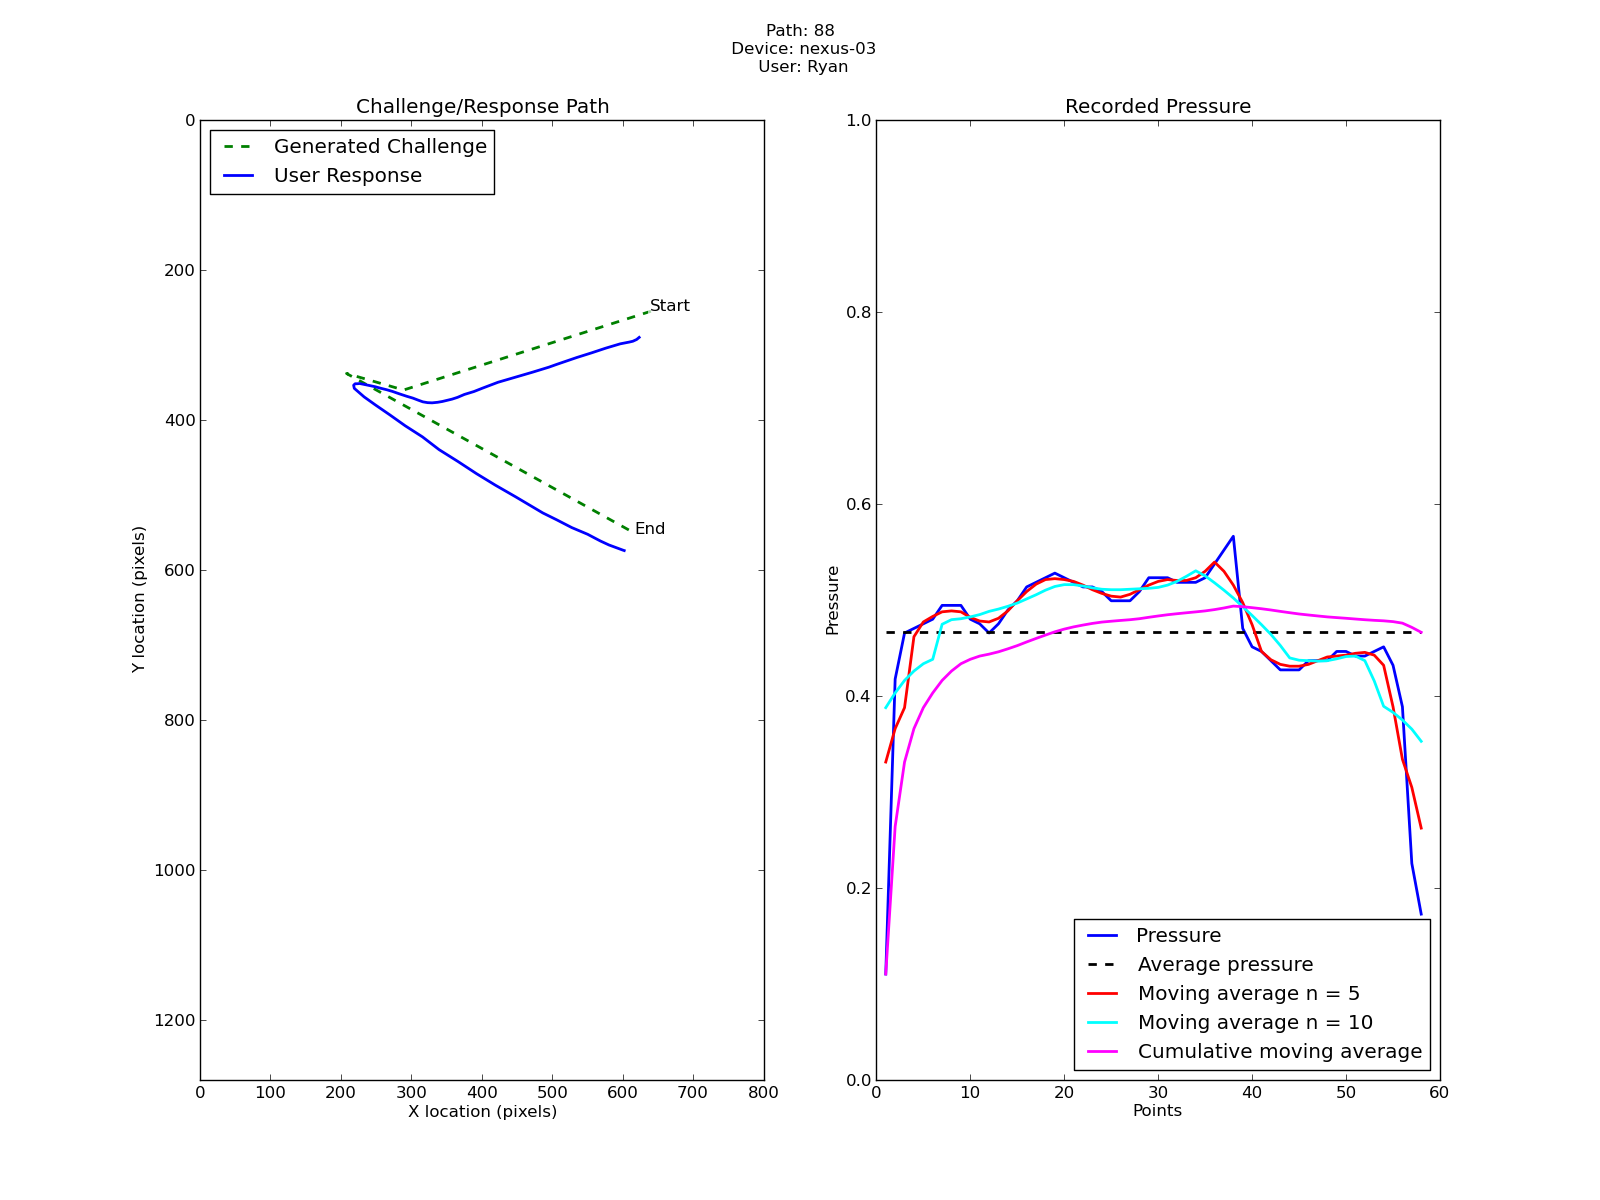 Path: 88
Device: nexus-03
User: Ryan
Challenge/Response Path
Generated Challenge
User Response
Start
End
0
200
400
600
800
1000
1200
Y location (pixels)
0 100 200 300 400 500 600 700 800
X location (pixels)
Recorded Pressure
1.0
0.8
0.6
0.4
0.2
0.0
Pressure
Pressure
Average pressure
Moving average n = 5
Moving average n = 10
Cumulative moving average
0 10 20 30 40 50 60
Points